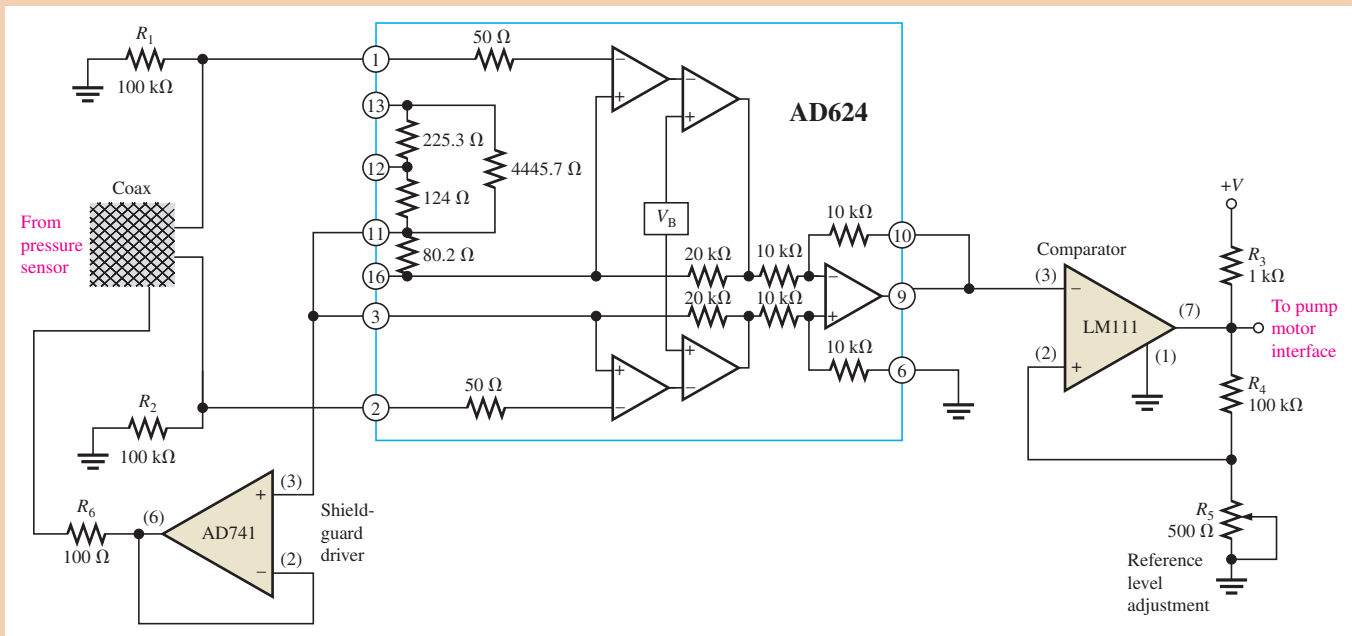 R1
100 kΩ
1
50 Ω
−
+
−
+
AD624
13
225.3 Ω
4445.7 Ω
12
124 Ω
11
80.2 Ω
16
VB
Coax
From
pressure
sensor
3
20 kΩ
20 kΩ
10 kΩ
10 kΩ
10 kΩ
10
−
+
9
10 kΩ
6
+
−
+
−
50 Ω
2
R2
100 kΩ
R6
100 Ω
(6)
AD741
+
−
(3)
(2)
Shield-
guard
driver
Comparator
(3)
−
LM111
(2)
+
(7)
(1)
+V
R3
1 kΩ
To pump
motor
interface
R4
100 kΩ
R5
500 Ω
Reference
level
adjustment